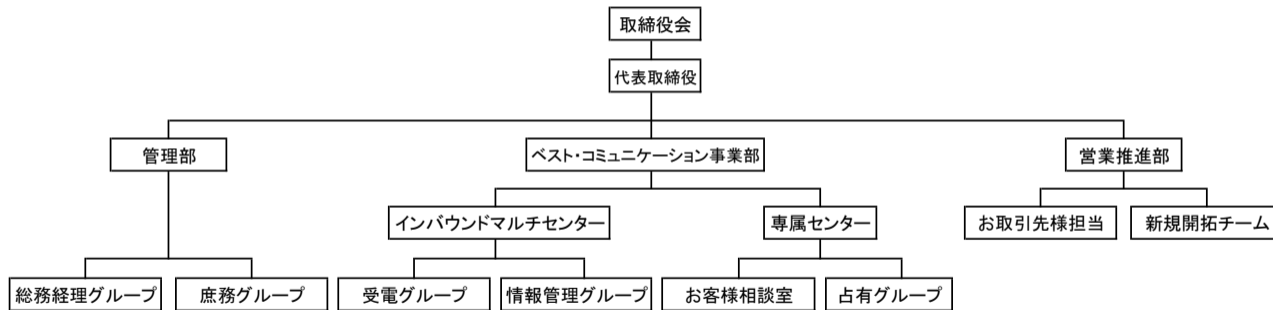 取締役会
代表取締役
管理部
ベスト・コミュニケーション事業部
営業推進部
インバウンドマルチセンター
専属センター
お取引先様担当
新規開拓チーム
総務経理グループ
庶務グループ
受電グループ
情報管理グループ
お客様相談室
占有グループ